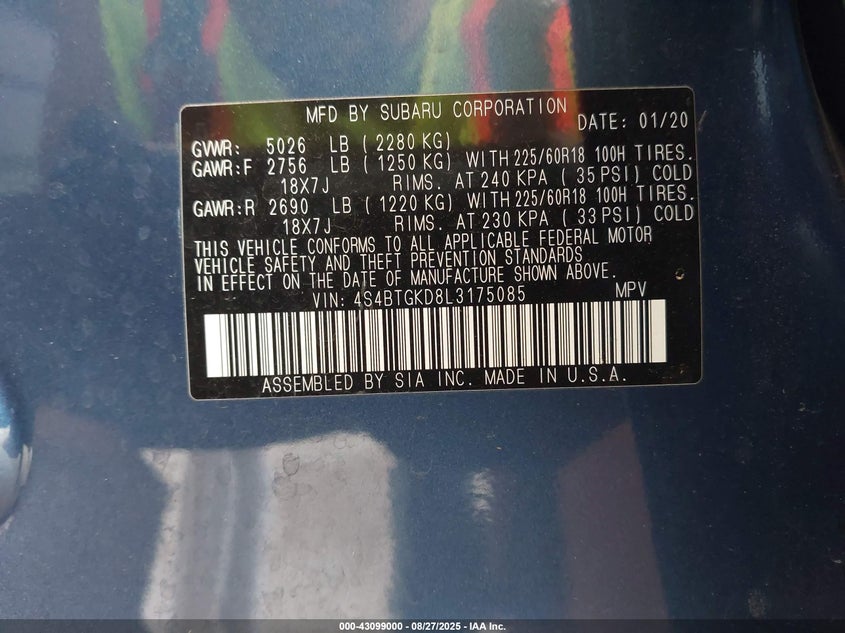 MFD BY SUBARU CORPORATION
DATE: 01/20
GVWR: 5026 LB ( 2280 KG)
GAWR:F 2756 LB ( 1250 KG) WITH 225/60R18 100H TIRES.
18X7J RIMS. AT 240 KPA ( 35 PSI) COLD
GAWR:R 2690 LB ( 1220 KG) WITH 225/60R18 100H TIRES.
18X7J RIMS. AT 230 KPA ( 33 PSI) COLD
THIS VEHICLE CONFORMS TO ALL APPLICABLE FEDERAL MOTOR
VEHICLE SAFETY AND THEFT PREVENTION STANDARDS
IN EFFECT ON THE DATE OF MANUFACTURE SHOWN ABOVE.
VIN: 4S4BTGKD8L3175085 MPV
ASSEMBLED BY SIA INC. MADE IN U.S.A.
000-43099000 - 08/27/2025 - IAA Inc.